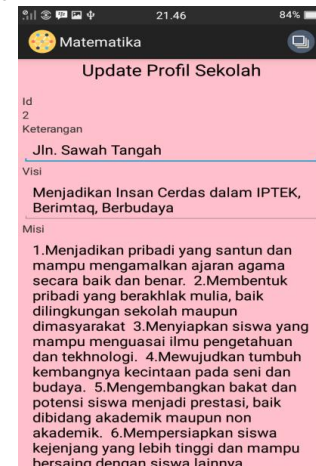 21.46
84%
Matematika
Update Profil Sekolah
Id
2
Keterangan
Jln. Sawah Tangah
Visi
Menjadikan Insan Cerdas dalam IPTEK,
Berimtaq, Berbudaya
Misi
1.Menjadikan pribadi yang santun dan
mampu mengamalkan ajaran agama
secara baik dan benar. 2.Membentuk
pribadi yang berakhlak mulia, baik
dilingkungan sekolah maupun
dimasyarakat 3.Menyiapkan siswa yang
mampu menguasai ilmu pengetahuan
dan tekhnologi. 4.Mewujudkan tumbuh
kembangnya kecintaan pada seni dan
budaya. 5.Mengembangkan bakat dan
potensi siswa menjadi prestasi, baik
dibidang akademik maupun non
akademik. 6.Mempersiapkan siswa
kejenjang yang lebih tinggi dan mampu
bersaing dengan siswa lainnya